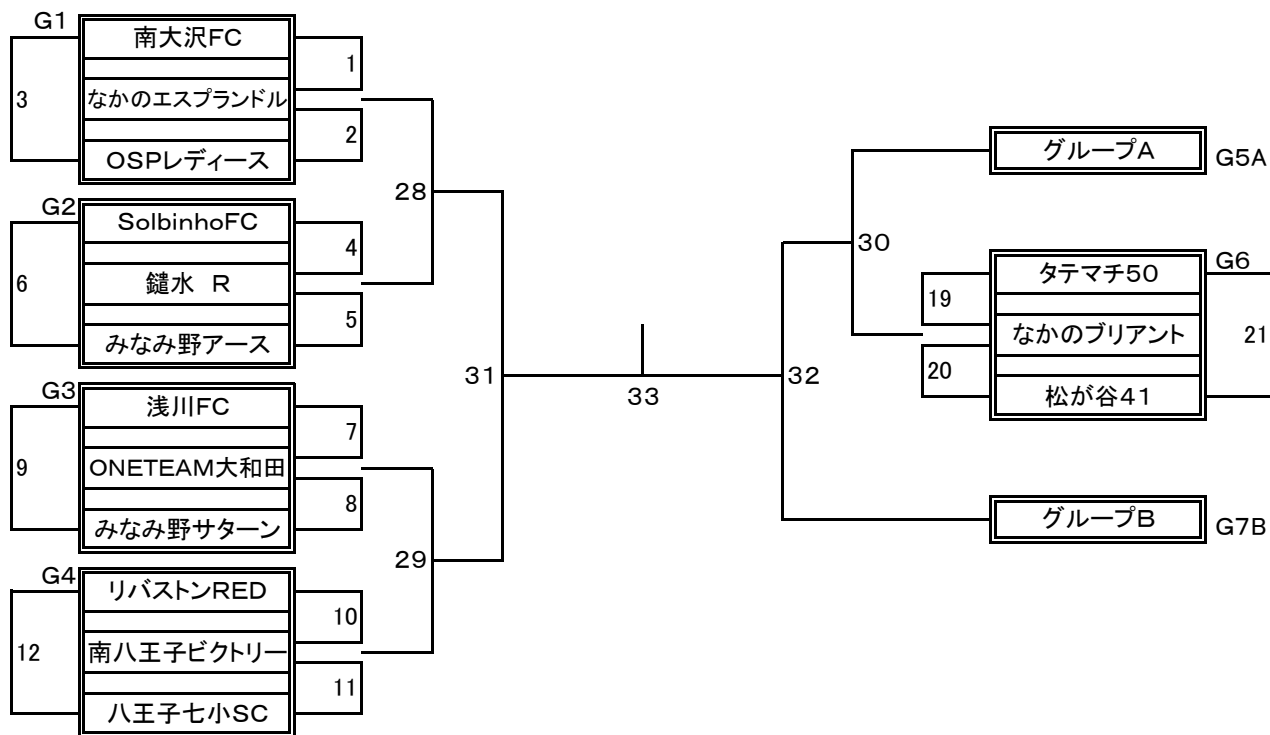 G1
南大沢FC
1
3
なかのエスプランドル
2
OSPレディース
28
G2
SolbinhoFC
4
6
鑓水　R
5
みなみ野アース
31
G3
浅川FC
7
9
ONETEAM大和田
8
みなみ野サターン
29
G4
リバストンRED
10
12
南八王子ビクトリー
11
八王子七小SC
33
32
30
グループA
G5A
G6
タテマチ50
19
なかのブリアント
21
20
松が谷41
グループB
G7B